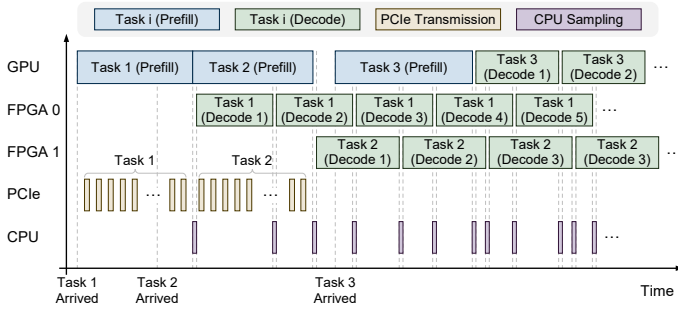 Task i (Prefill) Task i (Decode) PCIe Transmission CPU Sampling
GPU Task 1 (Prefill) Task 2 (Prefill) Task 3 (Prefill) Task 3 (Decode 1) Task 3 (Decode 2) ...
FPGA 0 Task 1 (Decode 1) Task 1 (Decode 2) Task 1 (Decode 3) Task 1 (Decode 4) Task 1 (Decode 5) ...
FPGA 1 Task 2 (Decode 1) Task 2 (Decode 2) Task 2 (Decode 3) Task 2 (Decode 3) ...
Task 1 Task 2
PCIe ... ...
CPU ...
Task 1 Arrived Task 2 Arrived Task 3 Arrived Time